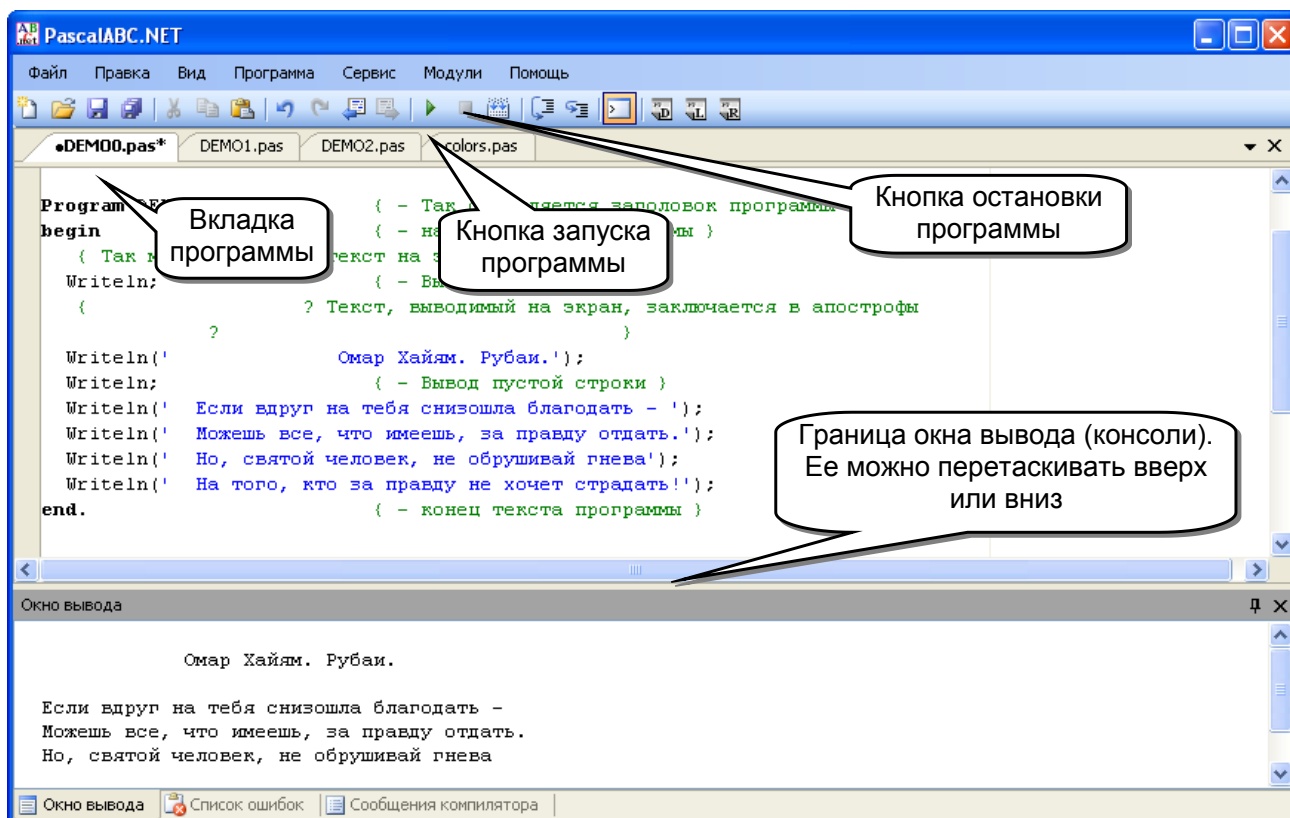 PascalABC.NET
Файл Правка Вид Программа Сервис Модули Помощь
•DEMO0.pas* DEMO1.pas DEMO2.pas colors.pas
Program { - Так заголовок программы
begin { -
{ Так текст на
Writeln; { -
{ ? Текст, выводимый на экран, заключается в апострофы
? }
Writeln(' Омар Хайям. Рубаи.');
Writeln; { - Вывод пустой строки }
Writeln(' Если вдруг на тебя снизошла благодать - ');
Writeln(' Можешь все, что имеешь, за правду отдать.');
Writeln(' Но, святой человек, не обрушивай гнева');
Writeln(' На того, кто за правду не хочет страдать!');
end. { - конец текста программы }
Вкладка
программы
Кнопка запуска
программы
Кнопка остановки
программы
Граница окна вывода (консоли).
Ее можно перетаскивать вверх
или вниз
Окно вывода
Омар Хайям. Рубаи.
Если вдруг на тебя снизошла благодать -
Можешь все, что имеешь, за правду отдать.
Но, святой человек, не обрушивай гнева
Окно вывода Список ошибок Сообщения компилятора